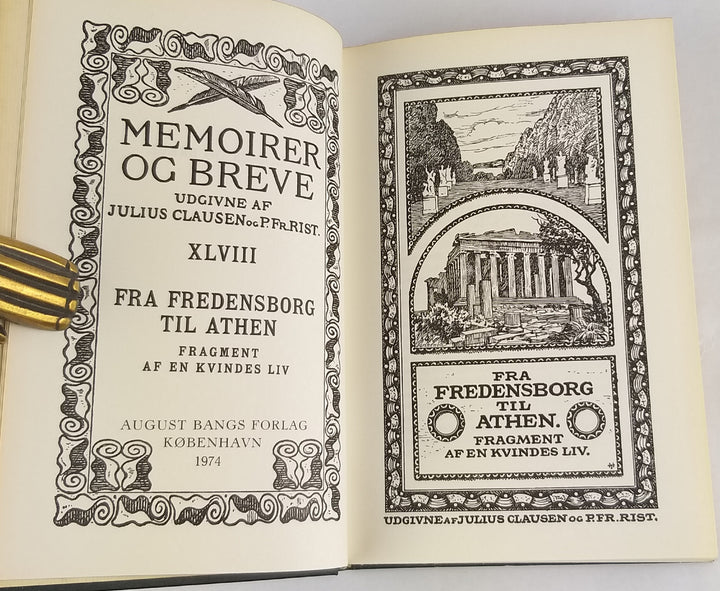 MEMOIRER
OG BREVE
UDGIVNE AF
JULIUS CLAUSEN OG P. FR. RIST.
XLVIII
FRA FREDENSBORG
TIL ATHEN
FRAGMENT
AF EN KVINDES LIV
AUGUST BANGS FORLAG
KØBENHAVN
1974
FRA
FREDENSBORG
TIL
ATHEN.
FRAGMENT
AF EN KVINDES LIV.
UDGIVNE AF JULIUS CLAUSEN OG P. FR. RIST.